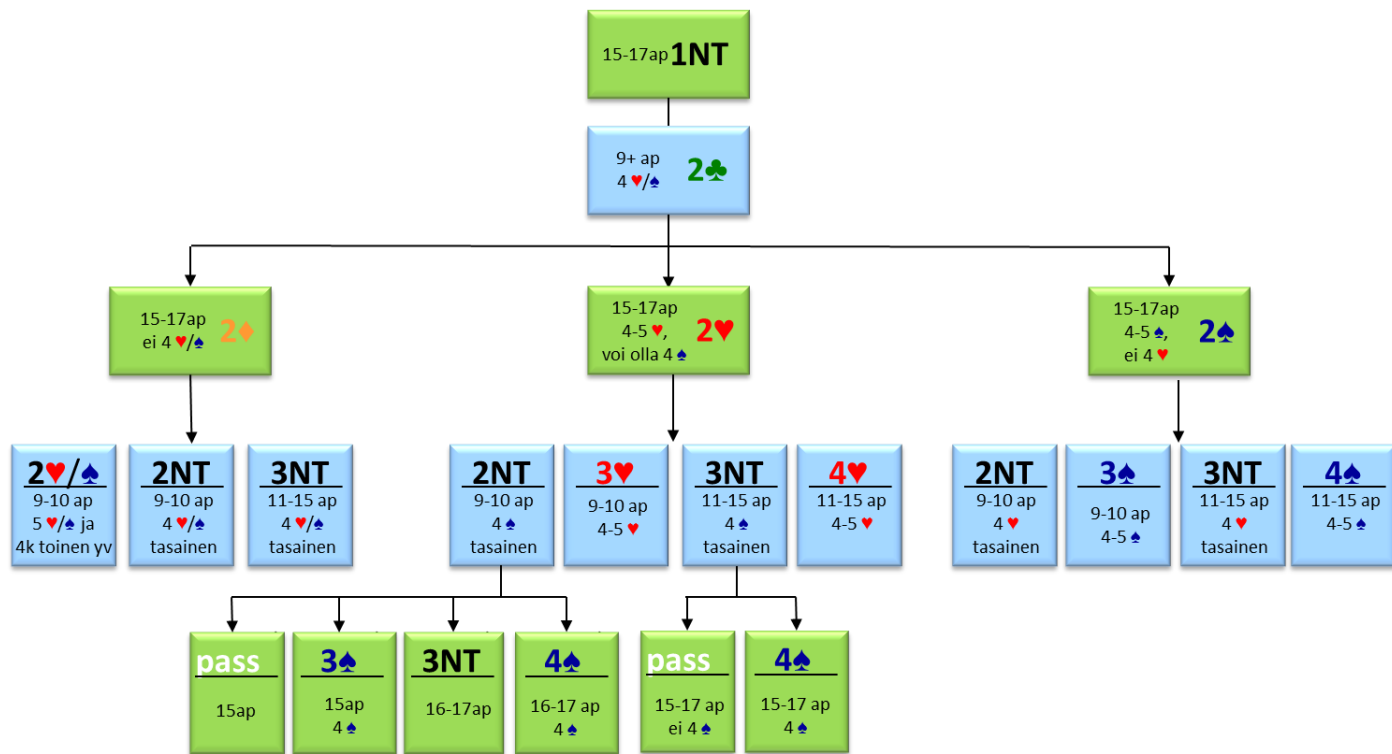 15-17ap 1NT
9+ ap
4 ♥/♠
2♣
15-17ap
ei 4 ♥/♠
2♦
15-17ap
4-5 ♥,
voi olla 4 ♠
2♥
15-17ap
4-5 ♠,
ei 4 ♥
2♠
2♥/♠
9-10 ap
5 ♥/♠ ja
4k toinen yv
2NT
9-10 ap
4 ♥/♠
tasainen
3NT
11-15 ap
4 ♥/♠
tasainen
2NT
9-10 ap
4 ♠
tasainen
3♥
9-10 ap
4-5 ♥
3NT
11-15 ap
4 ♠
tasainen
4♥
11-15 ap
4-5 ♥
2NT
9-10 ap
4 ♥
tasainen
3♠
9-10 ap
4-5 ♠
3NT
11-15 ap
4 ♥
tasainen
4♠
11-15 ap
4-5 ♠
pass
15ap
3♠
15ap
4 ♠
3NT
16-17ap
4♠
16-17 ap
4 ♠
pass
15-17 ap
ei 4 ♠
4♠
15-17 ap
4 ♠